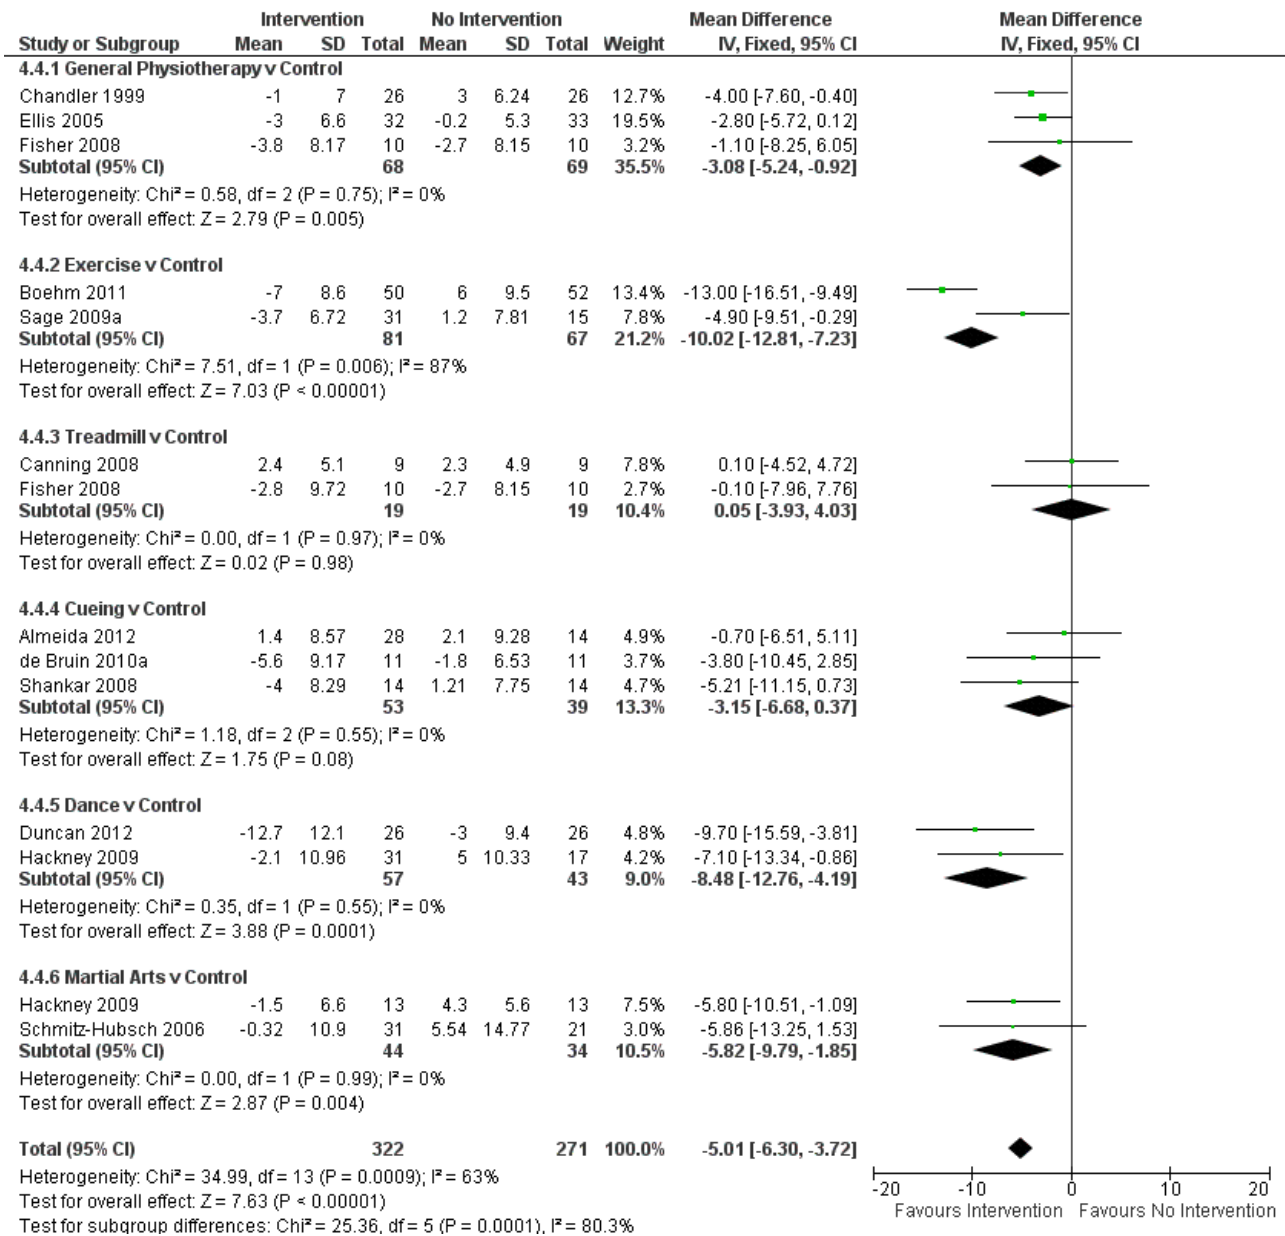 Intervention No Intervention Mean Difference Mean Difference
Study or Subgroup Mean SD Total Mean SD Total Weight IV, Fixed, 95% CI IV, Fixed, 95% CI
4.4.1 General Physiotherapy v Control
Chandler 1999 -1 7 26 3 6.24 26 12.7% -4.00 [-7.60, -0.40]
Ellis 2005 -3 6.6 32 -0.2 5.3 33 19.5% -2.80 [-5.72, 0.12]
Fisher 2008 -3.8 8.17 10 -2.7 8.15 10 3.2% -1.10 [-8.25, 6.05]
Subtotal (95% CI) 68 69 35.5% -3.08 [-5.24, -0.92]
Heterogeneity: Chi² = 0.58, df = 2 (P = 0.75); I² = 0%
Test for overall effect: Z = 2.79 (P = 0.005)
4.4.2 Exercise v Control
Boehm 2011 -7 8.6 50 6 9.5 52 13.4% -13.00 [-16.51, -9.49]
Sage 2009a -3.7 6.72 31 1.2 7.81 15 7.8% -4.90 [-9.51, -0.29]
Subtotal (95% CI) 81 67 21.2% -10.02 [-12.81, -7.23]
Heterogeneity: Chi² = 7.51, df = 1 (P = 0.006); I² = 87%
Test for overall effect: Z = 7.03 (P < 0.00001)
4.4.3 Treadmill v Control
Canning 2008 2.4 5.1 9 2.3 4.9 9 7.8% 0.10 [-4.52, 4.72]
Fisher 2008 -2.8 9.72 10 -2.7 8.15 10 2.7% -0.10 [-7.96, 7.76]
Subtotal (95% CI) 19 19 10.4% 0.05 [-3.93, 4.03]
Heterogeneity: Chi² = 0.00, df = 1 (P = 0.97); I² = 0%
Test for overall effect: Z = 0.02 (P = 0.98)
4.4.4 Cueing v Control
Almeida 2012 1.4 8.57 28 2.1 9.28 14 4.9% -0.70 [-6.51, 5.11]
de Bruin 2010a -5.6 9.17 11 -1.8 6.53 11 3.7% -3.80 [-10.45, 2.85]
Shankar 2008 -4 8.29 14 1.21 7.75 14 4.7% -5.21 [-11.15, 0.73]
Subtotal (95% CI) 53 39 13.3% -3.15 [-6.68, 0.37]
Heterogeneity: Chi² = 1.18, df = 2 (P = 0.55); I² = 0%
Test for overall effect: Z = 1.75 (P = 0.08)
4.4.5 Dance v Control
Duncan 2012 -12.7 12.1 26 -3 9.4 26 4.8% -9.70 [-15.59, -3.81]
Hackney 2009 -2.1 10.96 31 5 10.33 17 4.2% -7.10 [-13.34, -0.86]
Subtotal (95% CI) 57 43 9.0% -8.48 [-12.76, -4.19]
Heterogeneity: Chi² = 0.35, df = 1 (P = 0.55); I² = 0%
Test for overall effect: Z = 3.88 (P = 0.0001)
4.4.6 Martial Arts v Control
Hackney 2009 -1.5 6.6 13 4.3 5.6 13 7.5% -5.80 [-10.51, -1.09]
Schmitz-Hubsch 2006 -0.32 10.9 31 5.54 14.77 21 3.0% -5.86 [-13.25, 1.53]
Subtotal (95% CI) 44 34 10.5% -5.82 [-9.79, -1.85]
Heterogeneity: Chi² = 0.00, df = 1 (P = 0.99); I² = 0%
Test for overall effect: Z = 2.87 (P = 0.004)
Total (95% CI) 322 271 100.0% -5.01 [-6.30, -3.72]
Heterogeneity: Chi² = 34.99, df = 13 (P = 0.0009); I² = 63%
Test for overall effect: Z = 7.63 (P < 0.00001)
Test for subgroup differences: Chi² = 25.36, df = 5 (P = 0.0001), I² = 80.3%
-20 -10 0 10 20
Favours Intervention Favours No Intervention